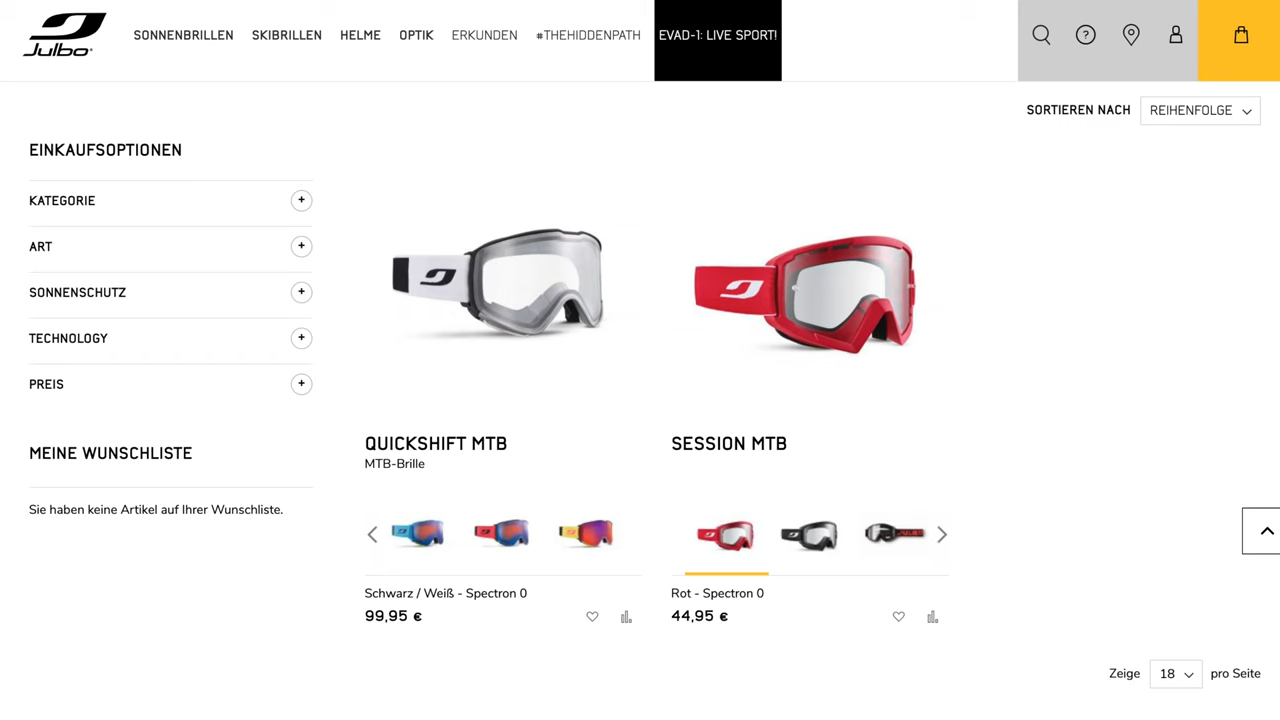 Julbo
SONNENBRILLEN SKIBRILLEN HELME OPTIK ERKUNDEN #THEHIDDENPATH EVAD-1: LIVE SPORT!
SORTIEREN NACH REIHENFOLGE
EINKAUFSOPTIONEN
KATEGORIE
ART
SONNENSCHUTZ
TECHNOLOGY
PREIS
MEINE WUNSCHLISTE
Sie haben keine Artikel auf Ihrer Wunschliste.
QUICKSHIFT MTB
MTB-Brille
Schwarz / Weiß - Spectron 0
99,95 €
SESSION MTB
Rot - Spectron 0
44,95 €
Zeige 18 pro Seite